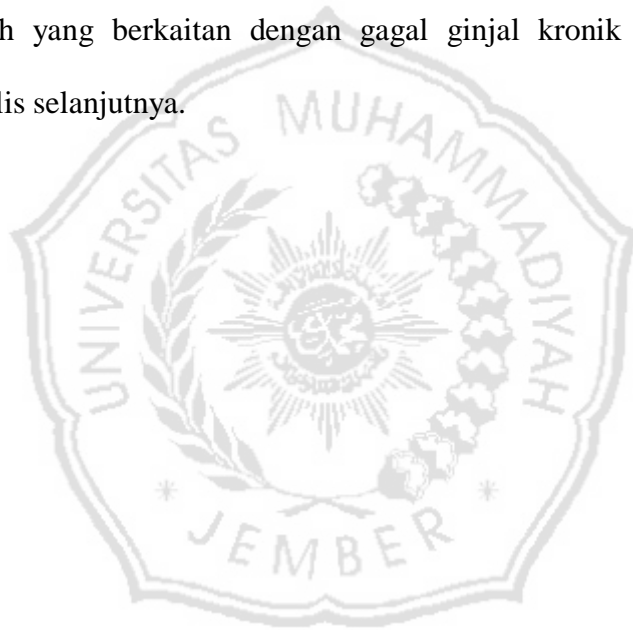 h yang berkaitan dengan gagal ginjal kronik
lis selanjutnya.
UNIVERSITAS MUHAMMADIYAH
JEMBER